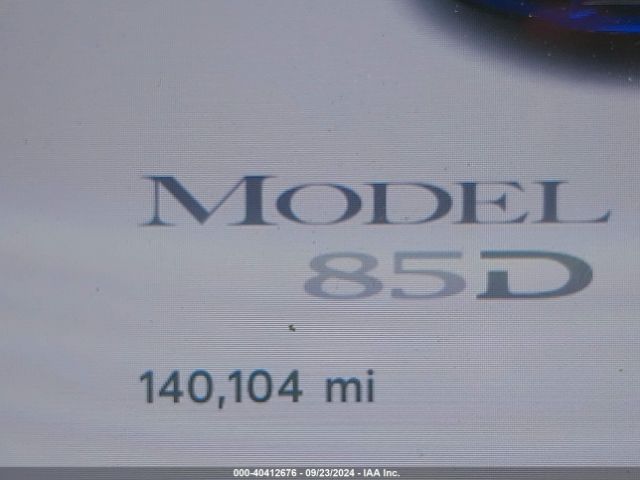 MODEL
85D
140,104 mi
000-40412676 - 09/23/2024 - IAA Inc.